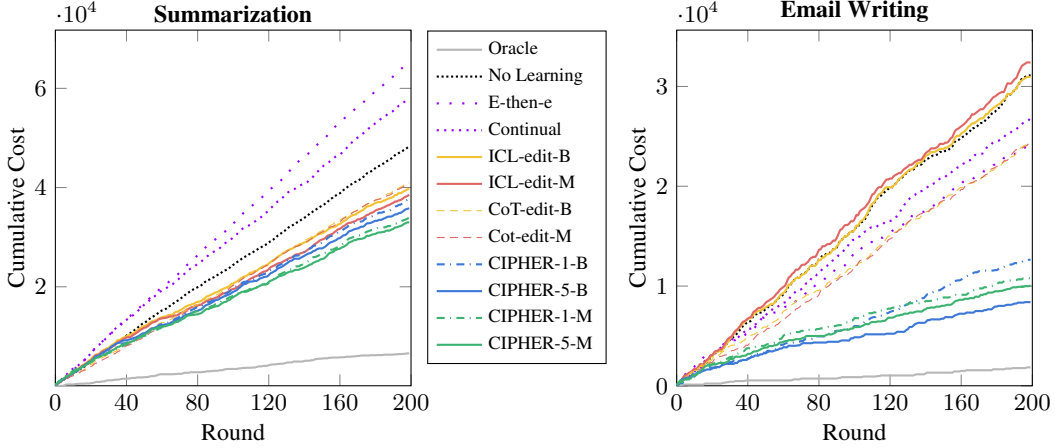 Summarization
·10^4
Cumulative Cost
6
4
2
0
40
80
120
160
200
Round
Oracle
No Learning
E-then-e
Continual
ICL-edit-B
ICL-edit-M
CoT-edit-B
Cot-edit-M
CIPHER-1-B
CIPHER-5-B
CIPHER-1-M
CIPHER-5-M
Email Writing
·10^4
Cumulative Cost
3
2
1
0
0
40
80
120
160
200
Round